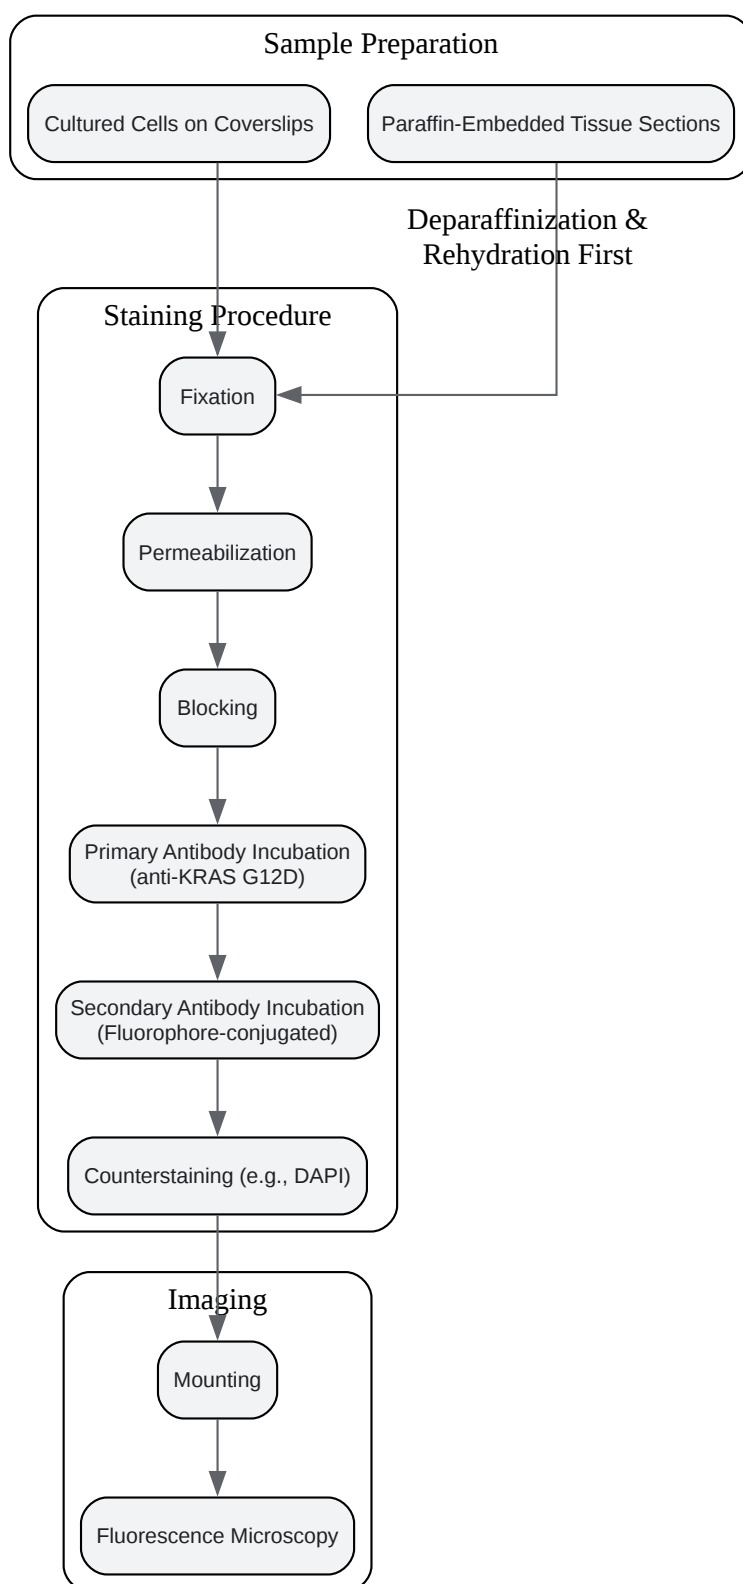 Sample Preparation
Cultured Cells on Coverslips
Paraffin-Embedded Tissue Sections
Deparaffinization &
Rehydration First
Staining Procedure
Fixation
Permeabilization
Blocking
Primary Antibody Incubation
(anti-KRAS G12D)
Secondary Antibody Incubation
(Fluorophore-conjugated)
Counterstaining (e.g., DAPI)
Imaging
Mounting
Fluorescence Microscopy